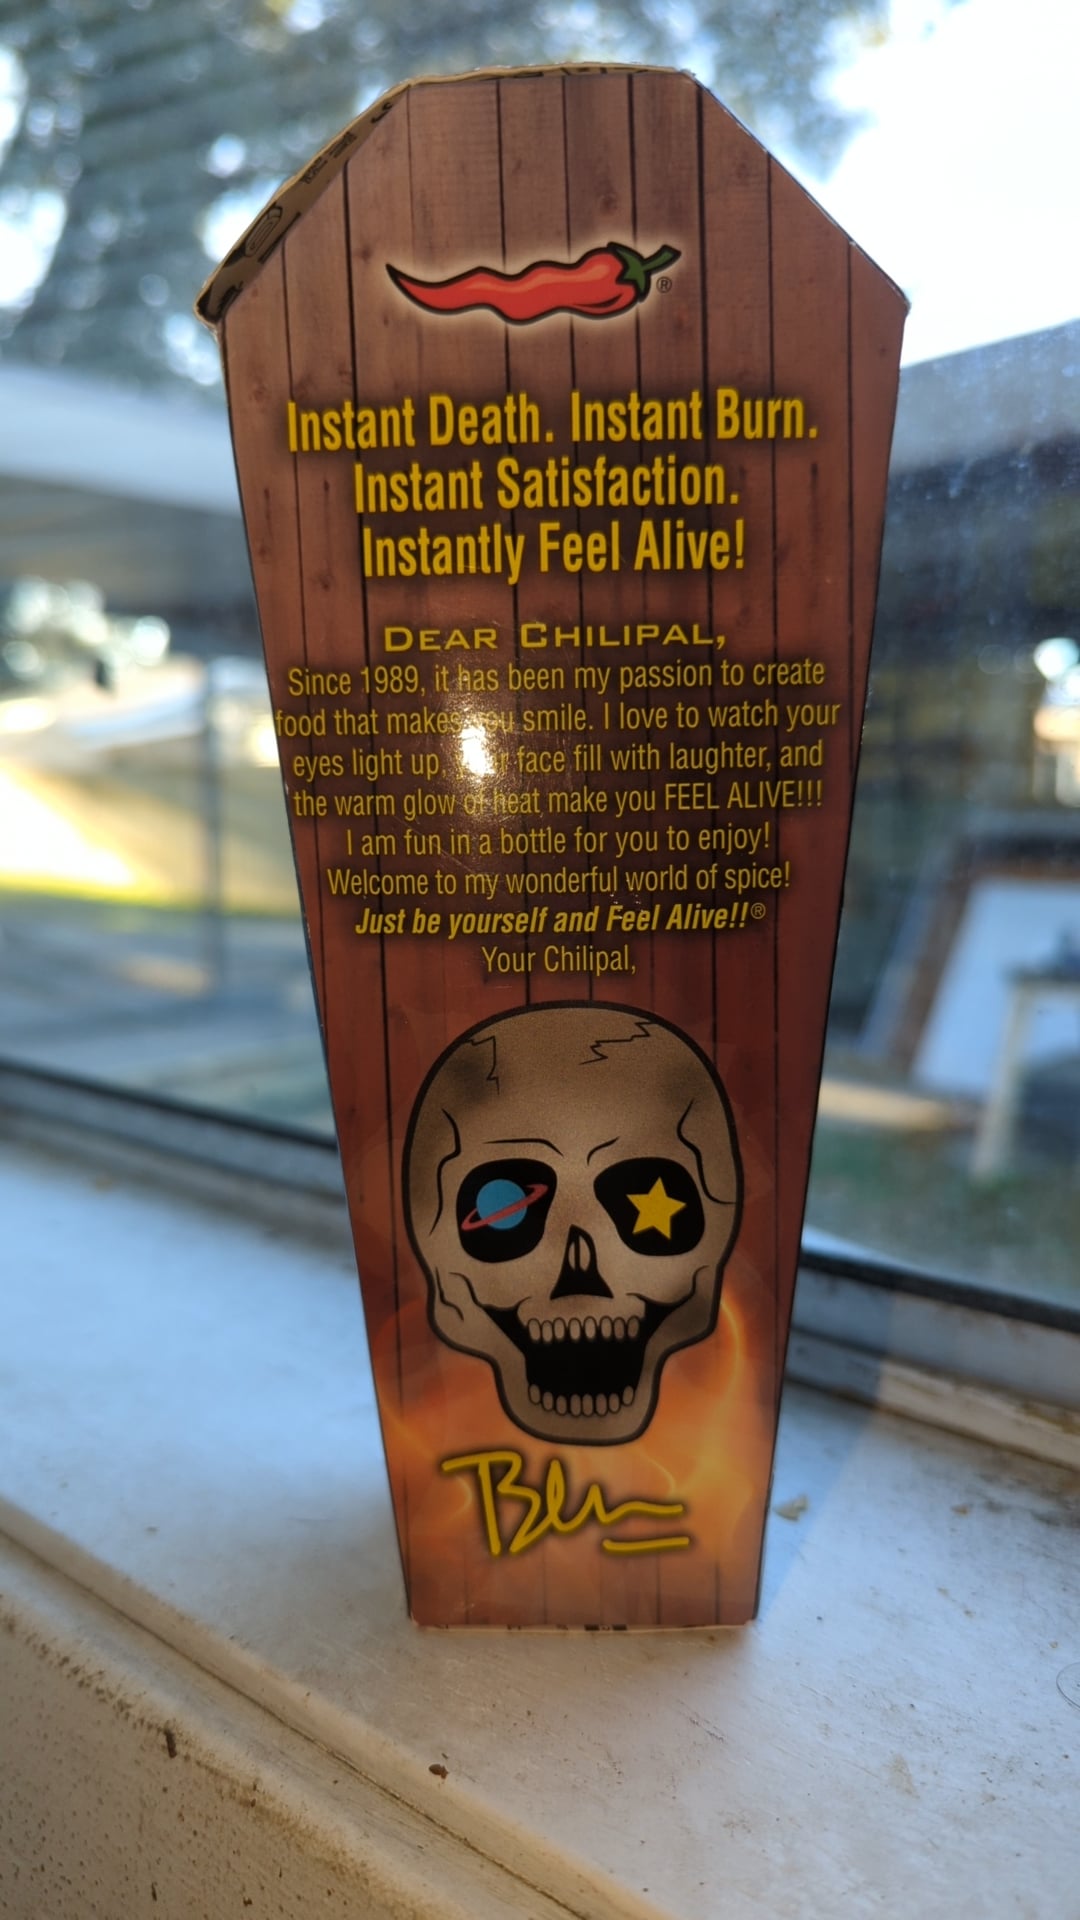 ®
Instant Death. Instant Burn.
Instant Satisfaction.
Instantly Feel Alive!
DEAR CHILIPAL,
Since 1989, it has been my passion to create
food that makes you smile. I love to watch your
eyes light up, face fill with laughter, and
the warm glow of heat make you FEEL ALIVE!!!
I am fun in a bottle for you to enjoy!
Welcome to my wonderful world of spice!
Just be yourself and Feel Alive!!®
Your Chilipal,
Ben